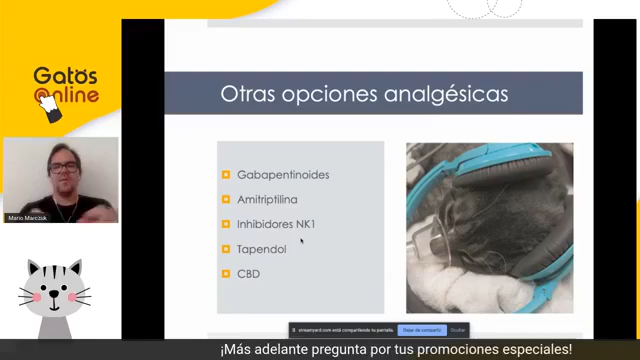 Gatos
Online
Otras opciones analgésicas
Gabapentinoides
Amitriptilina
Inhibidores NK1
Tapendol
CBD
Mario Marczuk
streamyard.com está compartiendo tu pantalla.
Dejar de compartir
Ocultar
¡Más adelante pregunta por tus promociones especiales!